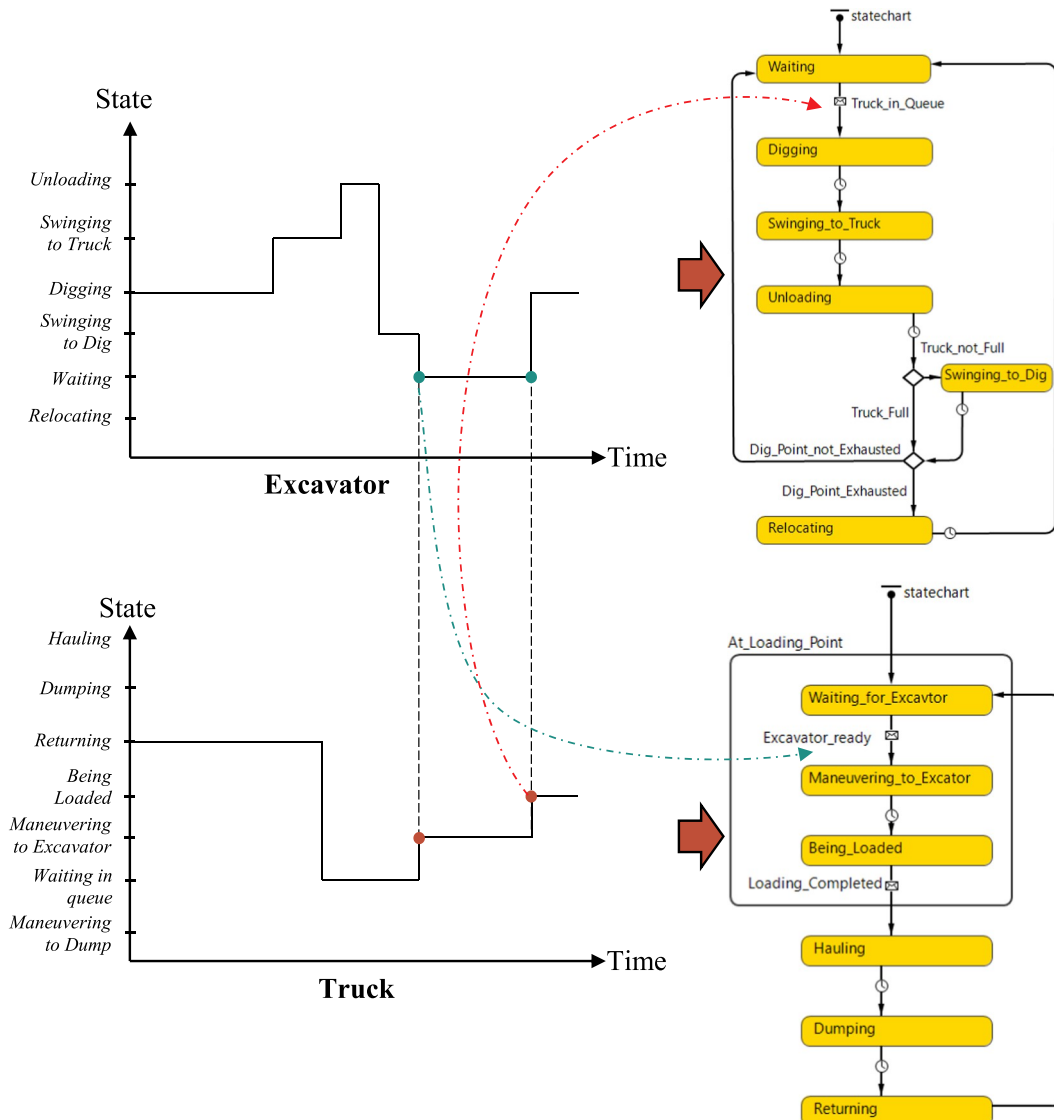 State
Unloading
Swinging
to Truck
Digging
Swinging
to Dig
Waiting
Relocating
Time
Excavator
statechart
Waiting
Truck_in_Queue
Digging
Swinging_to_Truck
Unloading
Truck_not_Full
Swinging_to_Dig
Truck_Full
Dig_Point_not_Exhausted
Dig_Point_Exhausted
Relocating
State
Hauling
Dumping
Returning
Being
Loaded
Maneuvering
to Excavator
Waiting in
queue
Maneuvering
to Dump
Time
Truck
statechart
At_Loading_Point
Waiting_for_Excavtor
Excavator_ready
Maneuvering_to_Excator
Being_Loaded
Loading_Completed
Hauling
Dumping
Returning